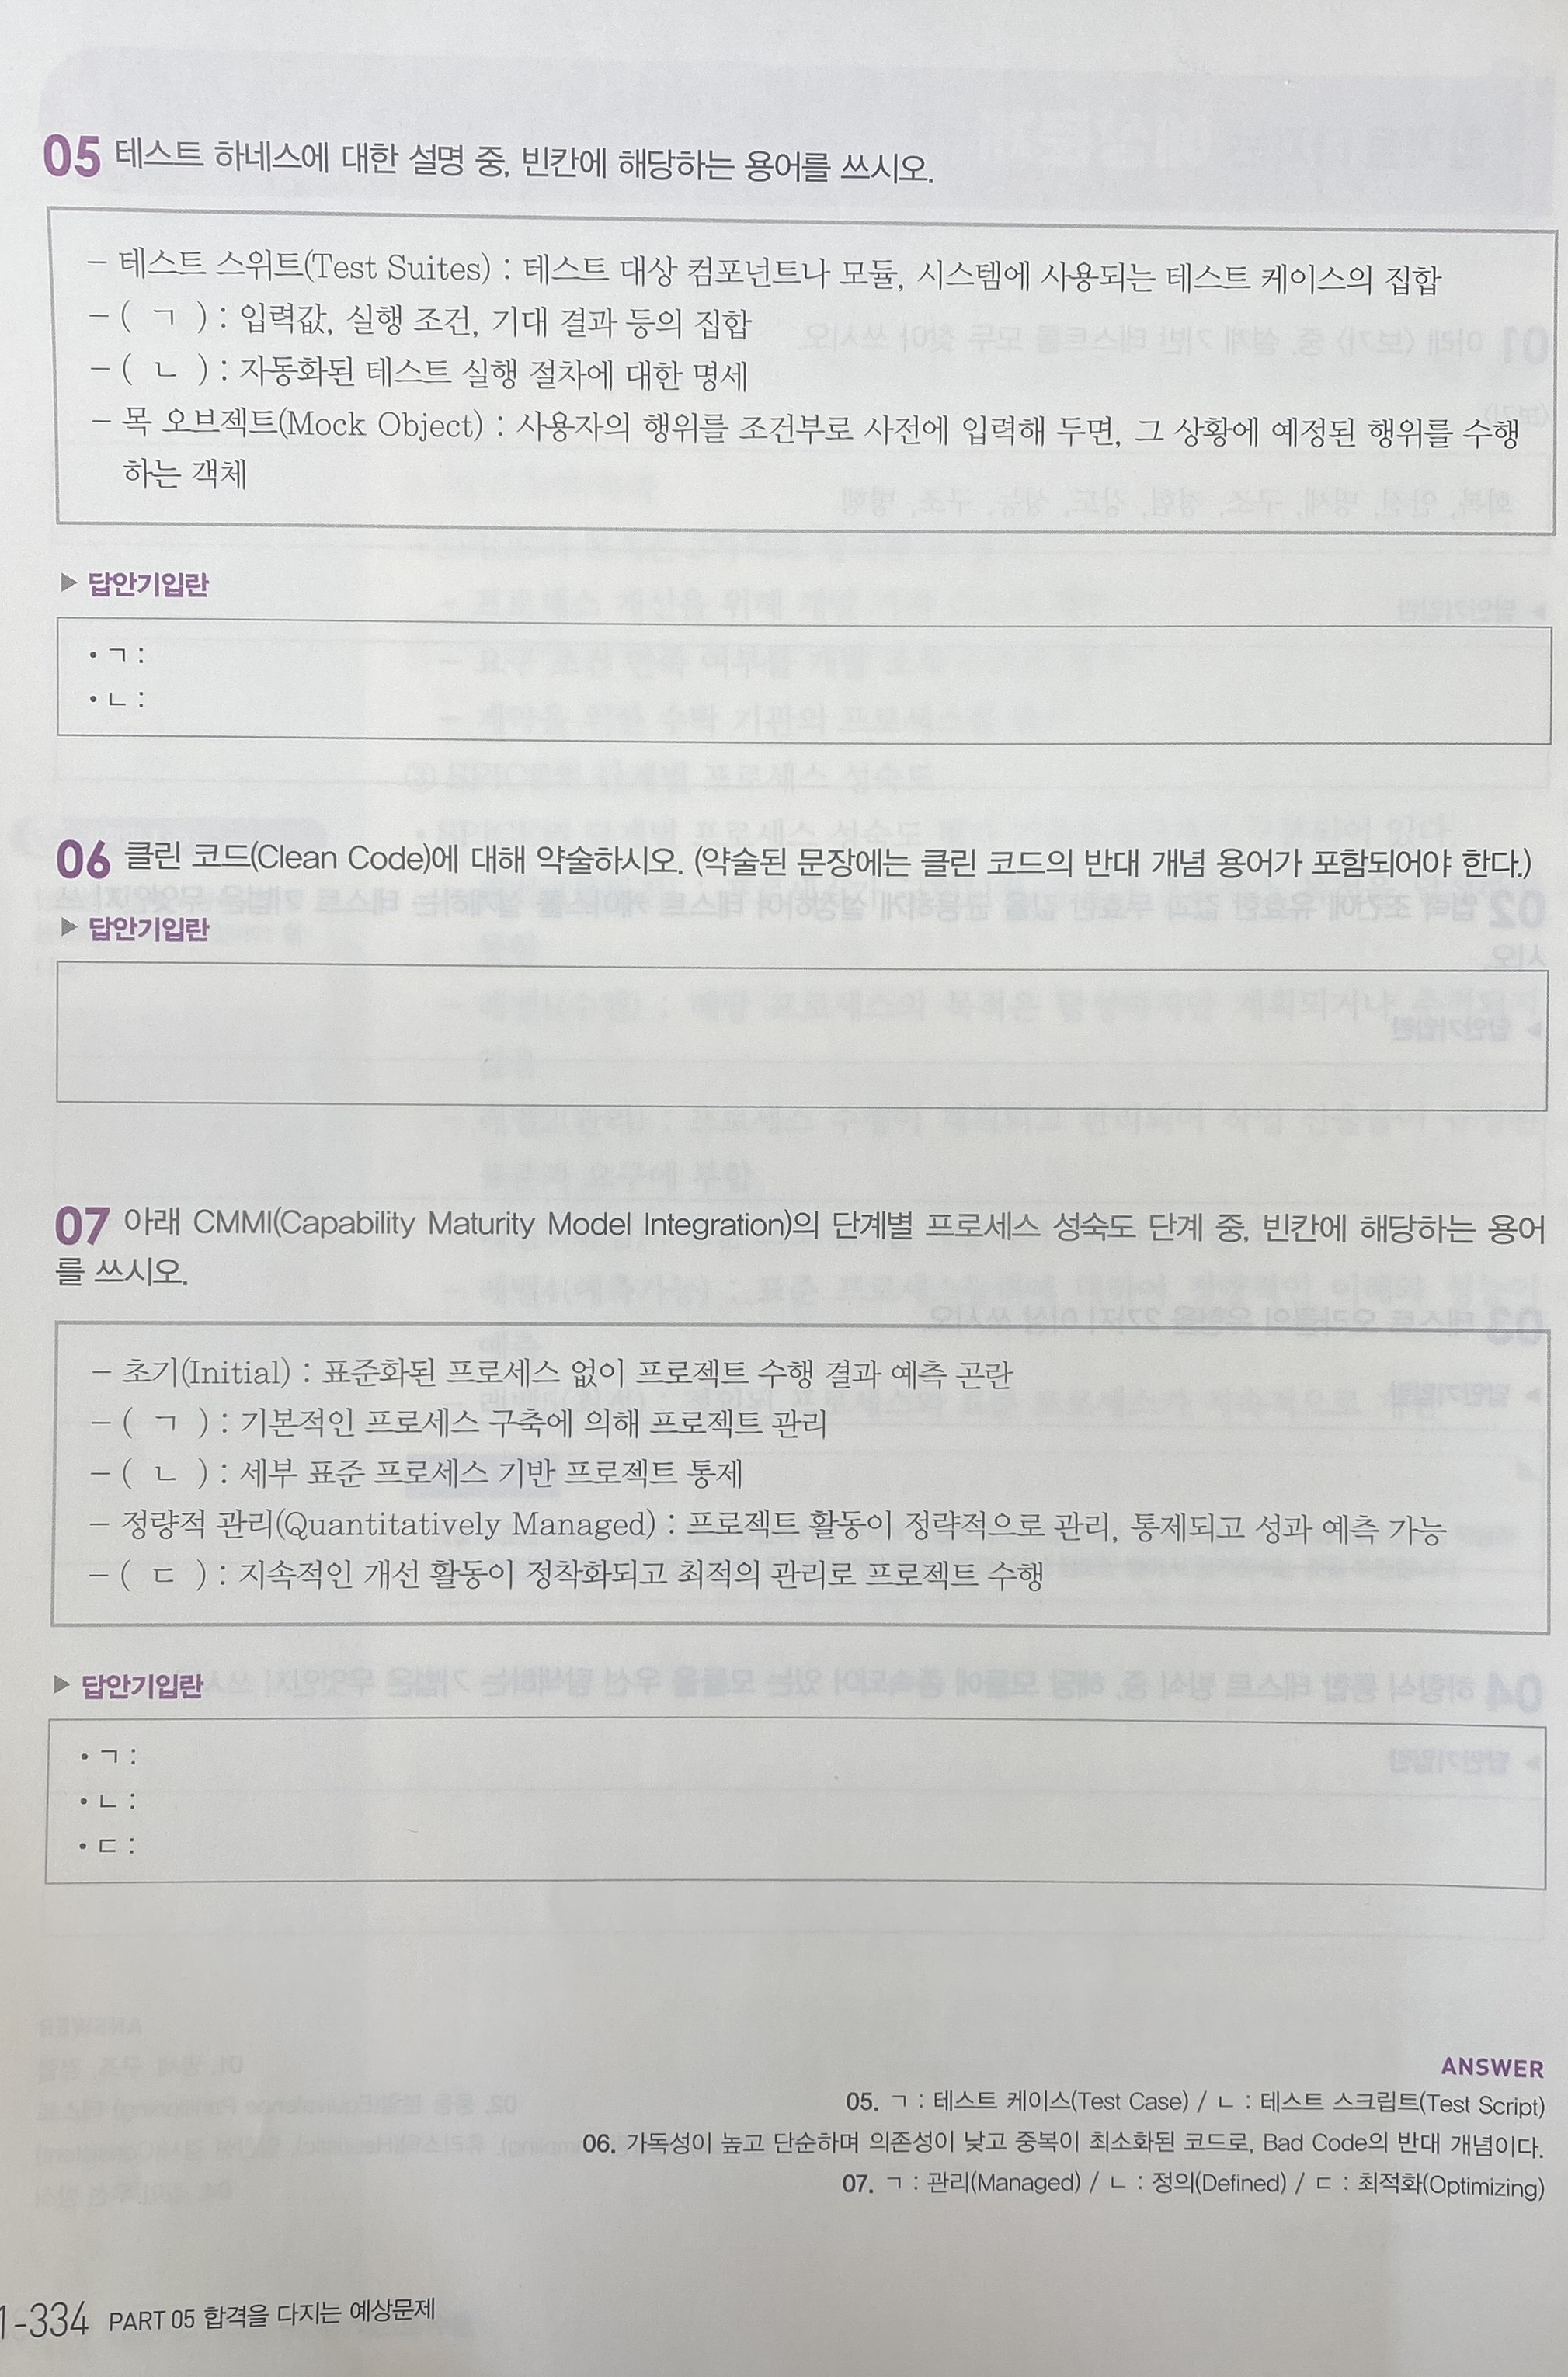 05 테스트 하네스에 대한 설명 중, 빈칸에 해당하는 용어를 쓰시오.
- 테스트 스위트(Test Suites) : 테스트 대상 컴포넌트나 모듈, 시스템에 사용되는 테스트 케이스의 집합
- ( ㄱ ) : 입력값, 실행 조건, 기대 결과 등의 집합
- ( ㄴ ) : 자동화된 테스트 실행 절차에 대한 명세
- 목 오브젝트(Mock Object) : 사용자의 행위를 조건부로 사전에 입력해 두면, 그 상황에 예정된 행위를 수행
하는 객체
▶ 답안기입란
• ㄱ :
• ㄴ :
06 클린 코드(Clean Code)에 대해 약술하시오. (약술된 문장에는 클린 코드의 반대 개념 용어가 포함되어야 한다.)
▶ 답안기입란
07 아래 CMMI(Capability Maturity Model Integration)의 단계별 프로세스 성숙도 단계 중, 빈칸에 해당하는 용어
를 쓰시오.
- 초기(Initial) : 표준화된 프로세스 없이 프로젝트 수행 결과 예측 곤란
- ( ㄱ ) : 기본적인 프로세스 구축에 의해 프로젝트 관리
- ( ㄴ ) : 세부 표준 프로세스 기반 프로젝트 통제
- 정량적 관리(Quantitatively Managed) : 프로젝트 활동이 정략적으로 관리, 통제되고 성과 예측 가능
- ( ㄷ ) : 지속적인 개선 활동이 정착화되고 최적의 관리로 프로젝트 수행
▶ 답안기입란
• ㄱ :
• ㄴ :
• ㄷ :
ANSWER
05. ㄱ : 테스트 케이스(Test Case) / ㄴ : 테스트 스크립트(Test Script)
06. 가독성이 높고 단순하며 의존성이 낮고 중복이 최소화된 코드로, Bad Code의 반대 개념이다.
07. ㄱ : 관리(Managed) / ㄴ : 정의(Defined) / ㄷ : 최적화(Optimizing)
1-334 PART 05 합격을 다지는 예상문제